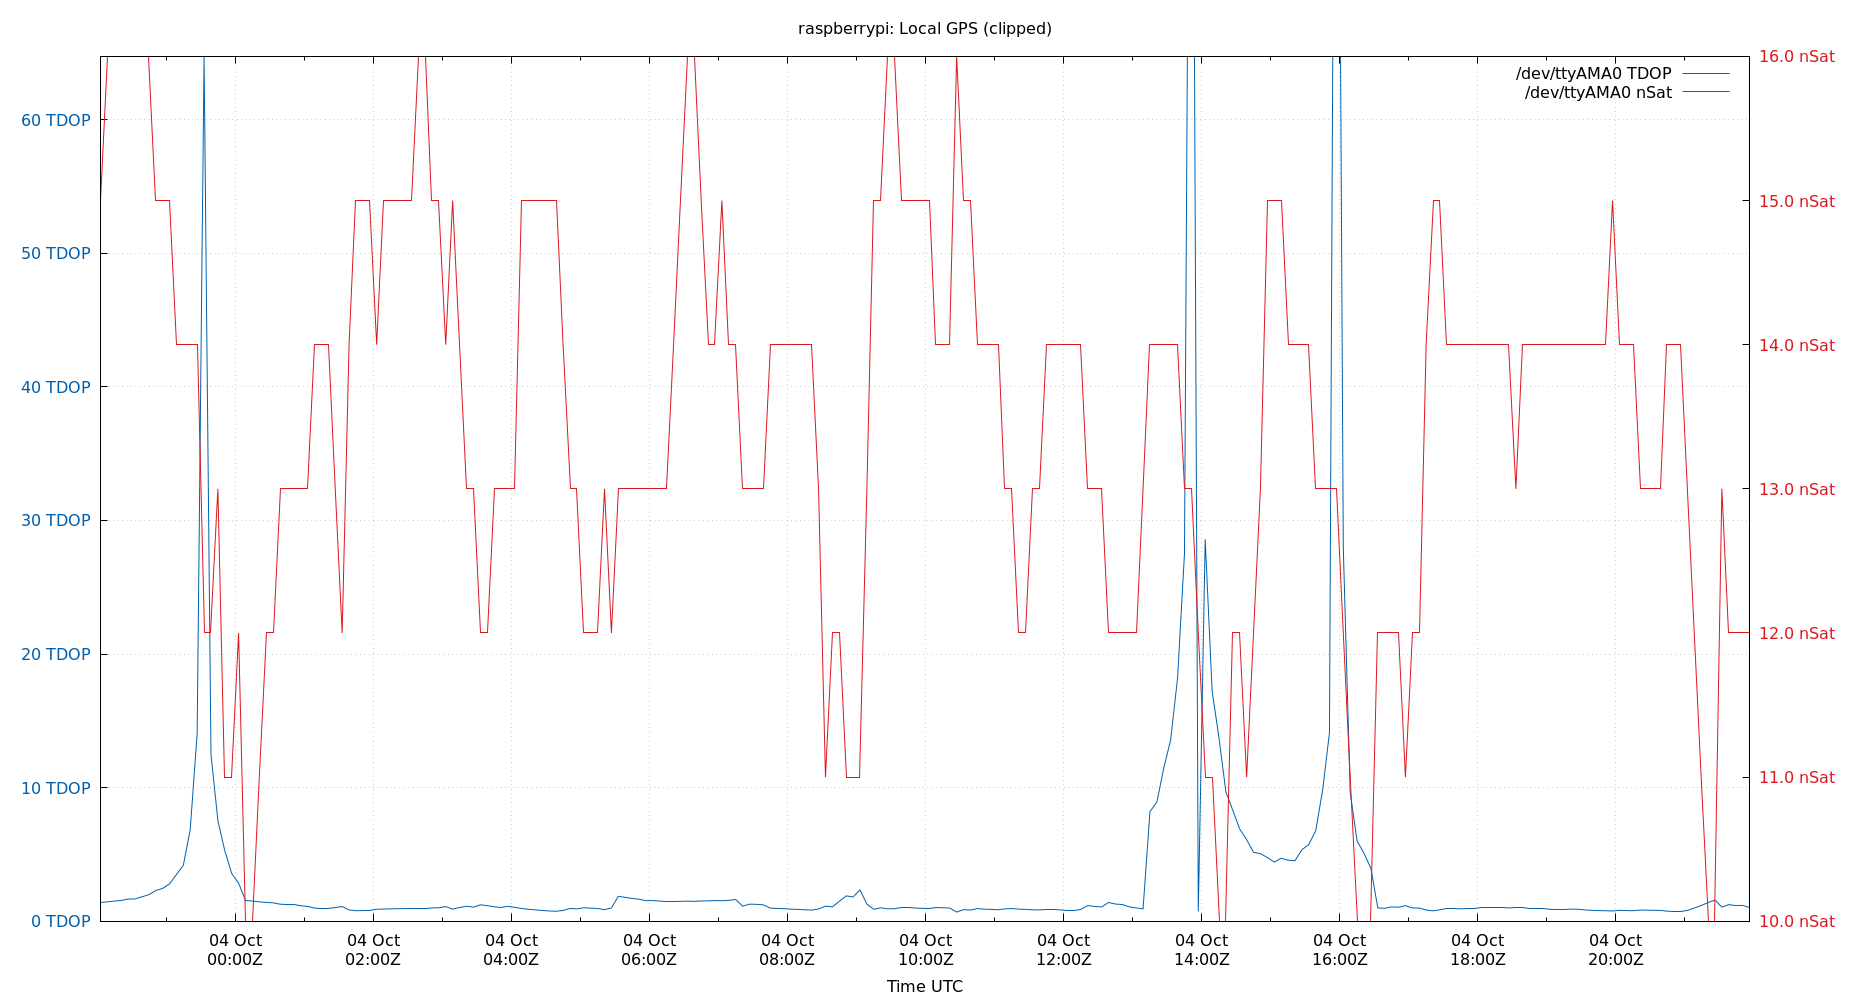 raspberrypi: Local GPS (clipped)
/dev/ttyAMA0 TDOP
/dev/ttyAMA0 nSat
60 TDOP
50 TDOP
40 TDOP
30 TDOP
20 TDOP
10 TDOP
0 TDOP
16.0 nSat
15.0 nSat
14.0 nSat
13.0 nSat
12.0 nSat
11.0 nSat
10.0 nSat
04 Oct
00:00Z
04 Oct
02:00Z
04 Oct
04:00Z
04 Oct
06:00Z
04 Oct
08:00Z
04 Oct
10:00Z
04 Oct
12:00Z
04 Oct
14:00Z
04 Oct
16:00Z
04 Oct
18:00Z
04 Oct
20:00Z
Time UTC